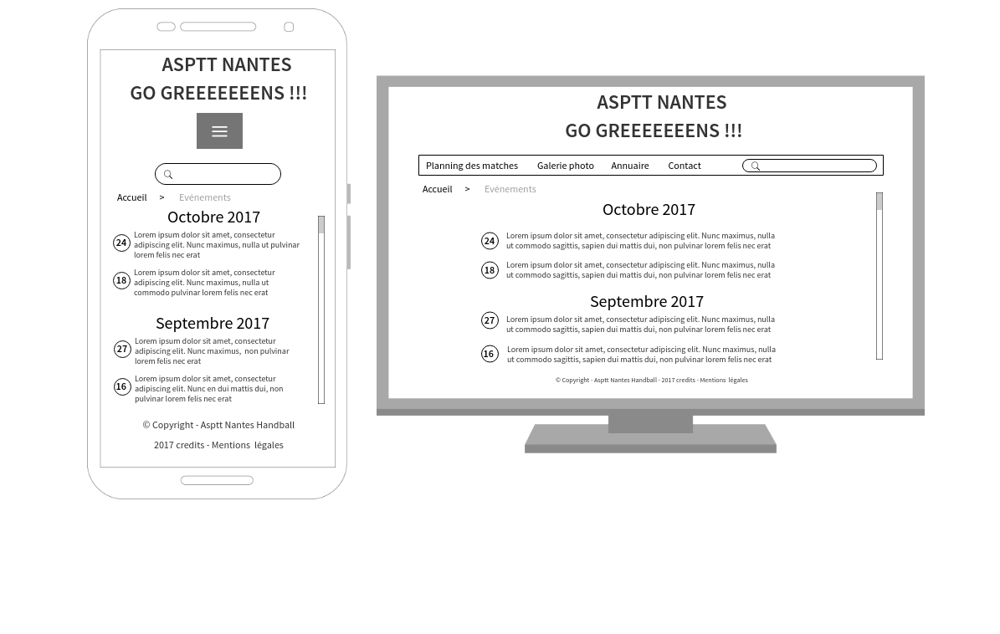 ASPTT NANTES
GO GREEEEEEENS !!!
Accueil > Evénements
Octobre 2017
24
Lorem ipsum dolor sit amet, consectetur
adipiscing elit. Nunc maximus, nulla ut pulvinar
lorem felis nec erat
18
Lorem ipsum dolor sit amet, consectetur
adipiscing elit. Nunc maximus, nulla ut
commodo pulvinar lorem felis nec erat
Septembre 2017
27
Lorem ipsum dolor sit amet, consectetur
adipiscing elit. Nunc maximus, non pulvinar
lorem felis nec erat
16
Lorem ipsum dolor sit amet, consectetur
adipiscing elit. Nunc en dui mattis dui, non
pulvinar lorem felis nec erat
© Copyright - Asptt Nantes Handball
2017 credits - Mentions légales
ASPTT NANTES
GO GREEEEEEENS !!!
Planning des matches Galerie photo Annuaire Contact
Accueil > Evénements
Octobre 2017
24
Lorem ipsum dolor sit amet, consectetur adipiscing elit. Nunc maximus, nulla
ut commodo sagittis, sapien dui mattis dui, non pulvinar lorem felis nec erat
18
Lorem ipsum dolor sit amet, consectetur adipiscing elit. Nunc maximus, nulla
ut commodo sagittis, sapien dui mattis dui, non pulvinar lorem felis nec erat
Septembre 2017
27
Lorem ipsum dolor sit amet, consectetur adipiscing elit. Nunc maximus, nulla
ut commodo sagittis, sapien dui mattis dui, non pulvinar lorem felis nec erat
16
Lorem ipsum dolor sit amet, consectetur adipiscing elit. Nunc maximus, nulla
ut commodo sagittis, sapien dui mattis dui, non pulvinar lorem felis nec erat
© Copyright - Asptt Nantes Handball - 2017 credits - Mentions légales